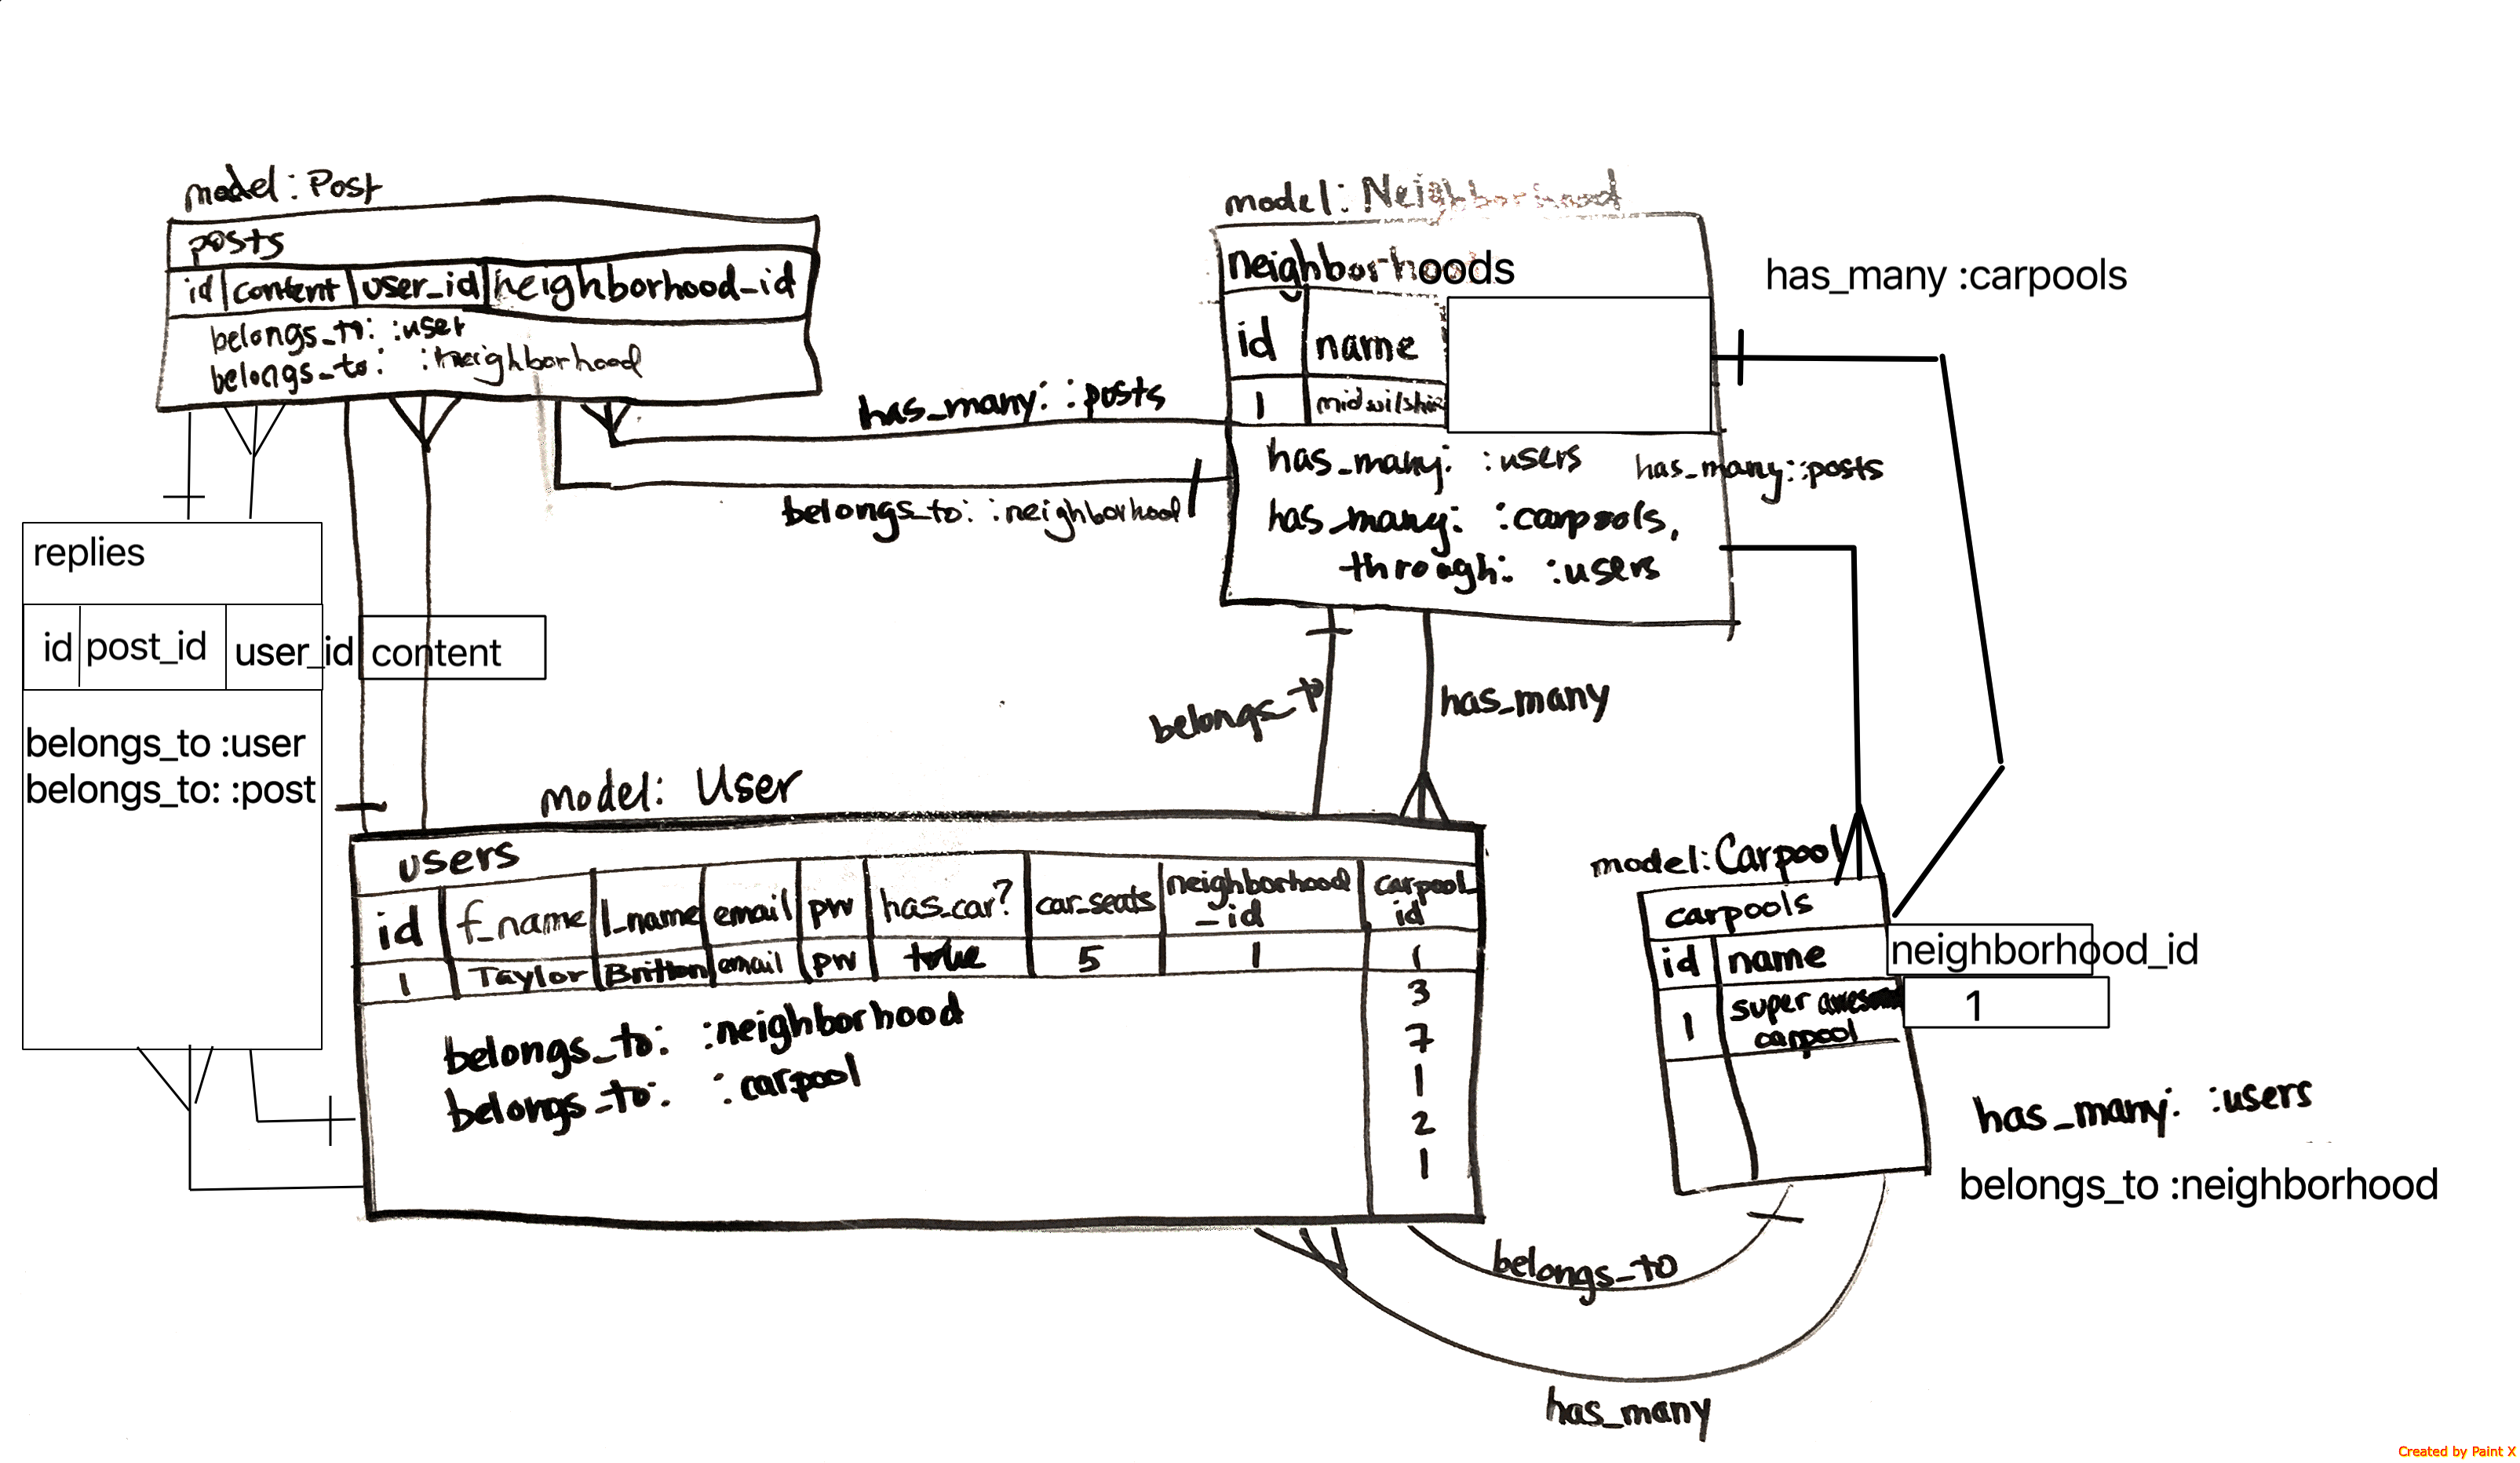 model: Post
posts
id content user_id neighborhood_id
belongs_to: :user
belongs_to: :neighborhood
model: Neighborhood
neighborhoods
id name
1 midwilshire
has_many: :users
has_many: :posts
has_many: :carpools,
through: :users
has_many :carpools
has_many: :posts
belongs_to: :neighborhood
replies
id post_id user_id content
belongs_to :user
belongs_to: :post
belongs_to
has_many
model: User
users
id f_name l_name email pw has_car? car_seats neighborhood_id carpool_id
1 Taylor Britton email pw true 5 1 1
3
7
1
2
1
belongs_to: :neighborhood
belongs_to: :carpool
model: Carpool
carpools
id name neighborhood_id
1 super awesome 1
carpool
has_many: :users
belongs_to :neighborhood
belongs_to
has_many
Created by Paint X